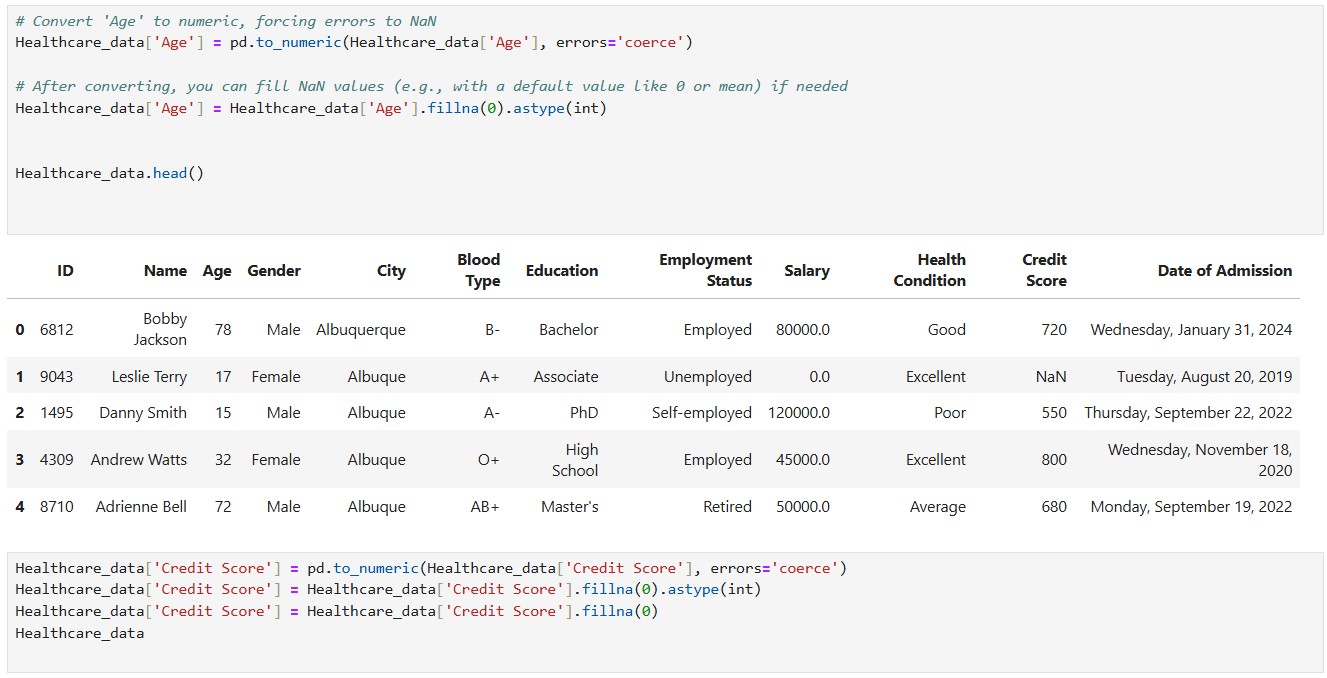 # Convert 'Age' to numeric, forcing errors to NaN
Healthcare_data['Age'] = pd.to_numeric(Healthcare_data['Age'], errors='coerce')
# After converting, you can fill NaN values (e.g., with a default value like 0 or mean) if needed
Healthcare_data['Age'] = Healthcare_data['Age'].fillna(0).astype(int)
Healthcare_data.head()
ID Name Age Gender City Blood Type Education Employment Status Salary Health Condition Credit Score Date of Admission
0 6812 Bobby Jackson 78 Male Albuquerque B- Bachelor Employed 80000.0 Good 720 Wednesday, January 31, 2024
1 9043 Leslie Terry 17 Female Albuque A+ Associate Unemployed 0.0 Excellent NaN Tuesday, August 20, 2019
2 1495 Danny Smith 15 Male Albuque A- PhD Self-employed 120000.0 Poor 550 Thursday, September 22, 2022
3 4309 Andrew Watts 32 Female Albuque O+ High School Employed 45000.0 Excellent 800 Wednesday, November 18, 2020
4 8710 Adrienne Bell 72 Male Albuque AB+ Master's Retired 50000.0 Average 680 Monday, September 19, 2022
Healthcare_data['Credit Score'] = pd.to_numeric(Healthcare_data['Credit Score'], errors='coerce')
Healthcare_data['Credit Score'] = Healthcare_data['Credit Score'].fillna(0).astype(int)
Healthcare_data['Credit Score'] = Healthcare_data['Credit Score'].fillna(0)
Healthcare_data